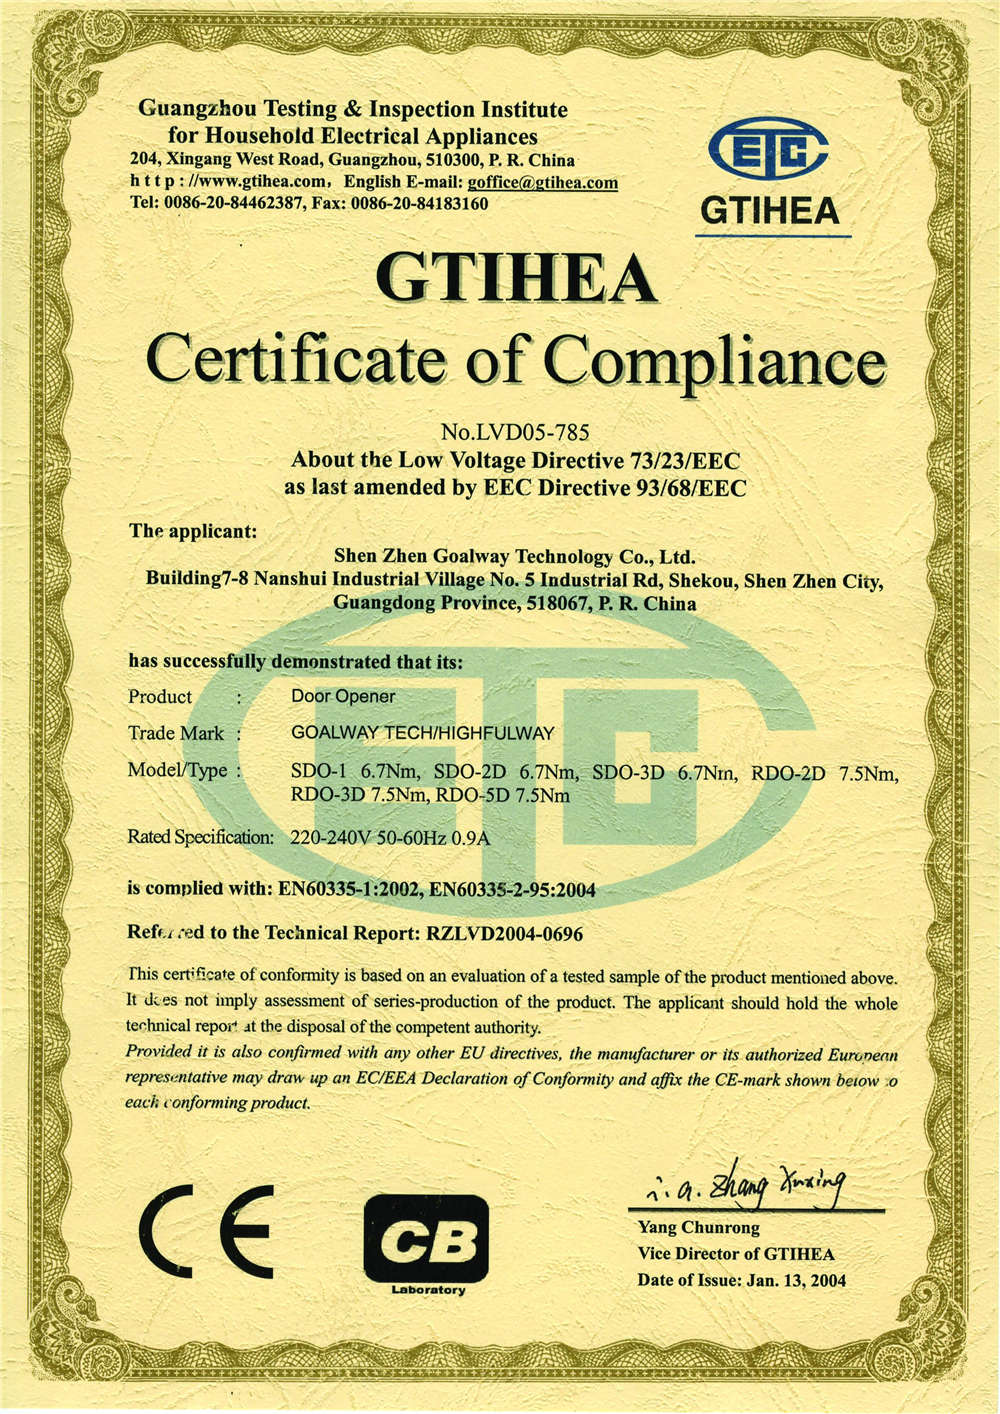 Guangzhou Testing & Inspection Institute
for Household Electrical Appliances
204, Xingang West Road, Guangzhou, 510300, P. R. China
http://www.gtihea.com, English E-mail: goffice@gtihea.com
Tel: 0086-20-84462387, Fax: 0086-20-84183160
ETC
GTIHEA
GTIHEA
Certificate of Compliance
No.LVD05-785
About the Low Voltage Directive 73/23/EEC
as last amended by EEC Directive 93/68/EEC
The applicant:
Shen Zhen Goalway Technology Co., Ltd.
Building7-8 Nanshui Industrial Village No. 5 Industrial Rd, Shekou, Shen Zhen City,
Guangdong Province, 518067, P. R. China
has successfully demonstrated that its:
Product : Door Opener
Trade Mark : GOALWAY TECH/HIGHFULWAY
Model/Type : SDO-1 6.7Nm, SDO-2D 6.7Nm, SDO-3D 6.7Nm, RDO-2D 7.5Nm,
RDO-3D 7.5Nm, RDO-5D 7.5Nm
Rated Specification: 220-240V 50-60Hz 0.9A
is complied with: EN60335-1:2002, EN60335-2-95:2004
Referred to the Technical Report: RZLVD2004-0696
This certificate of conformity is based on an evaluation of a tested sample of the product mentioned above.
It does not imply assessment of series-production of the product. The applicant should hold the whole
technical report at the disposal of the competent authority.
Provided it is also confirmed with any other EU directives, the manufacturer or its authorized European
representative may draw up an EC/EEA Declaration of Conformity and affix the CE-mark shown below to
each conforming product.
CE
CB
Laboratory
i. a. Zhang Xuxing
Yang Chunrong
Vice Director of GTIHEA
Date of Issue: Jan. 13, 2004